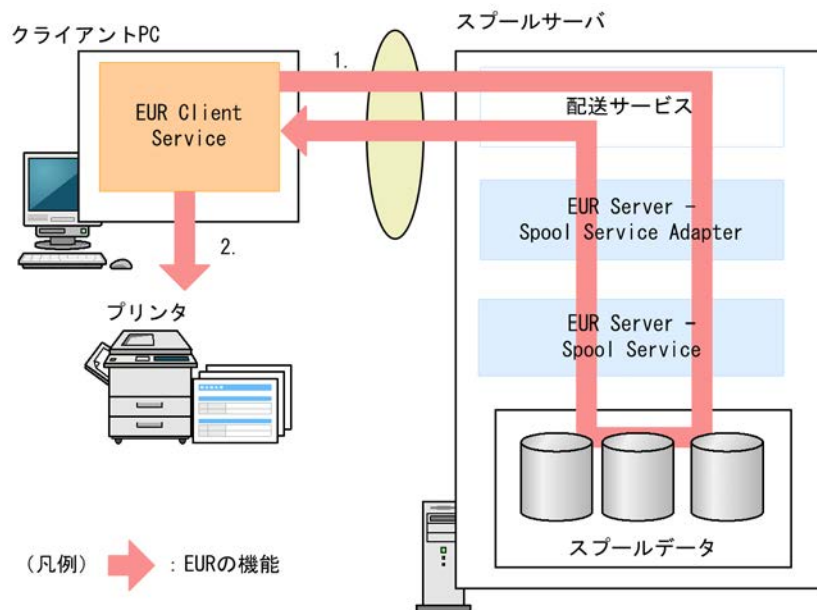 スプールサーバ
クライアントPC
1.
配送サービス
EUR Client
Service
EUR Server －
Spool Service Adapter
2.
プリンタ
EUR Server －
Spool Service
スプールデータ
（凡例）
：EURの機能